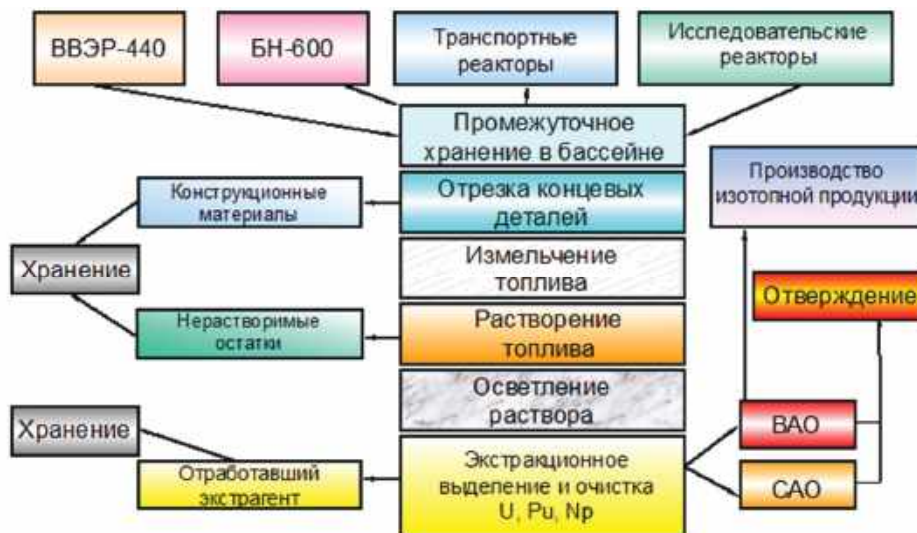 ВВЭР-440
БН-600
Транспортные
реакторы
Исследовательские
реакторы
Промежуточное
хранение в бассейне
Производство
изотопной продукции
Конструкционные
материалы
Отрезка концевых
деталей
Хранение
Измельчение
топлива
Отверждение
Нерастворимые
остатки
Растворение
топлива
Осветление
раствора
Хранение
ВАО
Отработавший
экстрагент
Экстракционное
выделение и очистка
U, Pu, Np
САО